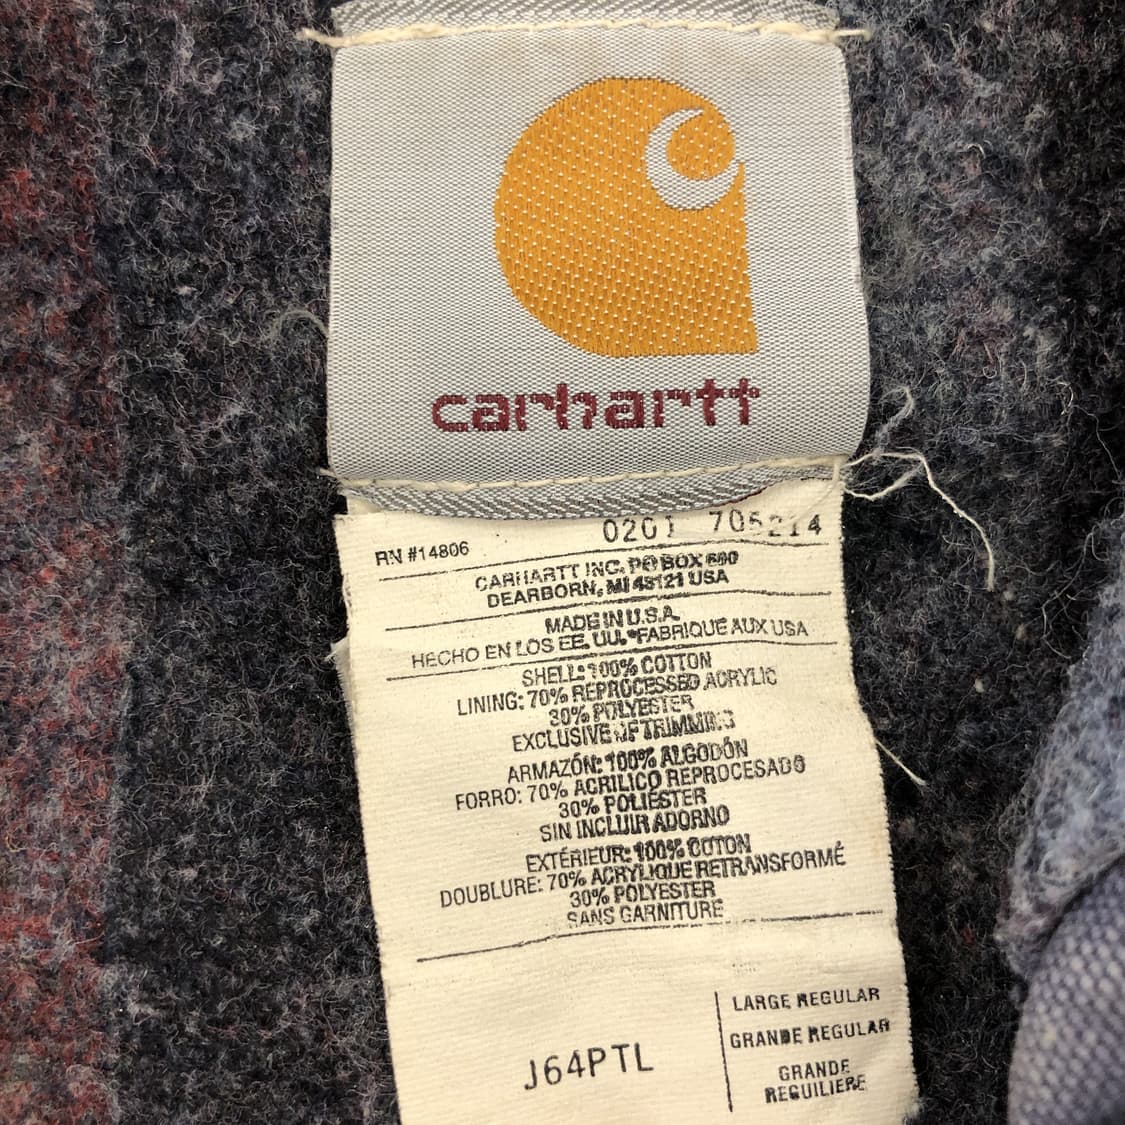 carhartt
RN #14806
0201 705214
CARHARTT INC. PO BOX 600
DEARBORN, MI 48121 USA
MADE IN U.S.A.
HECHO EN LOS EE. UU. • FABRIQUE AUX USA
SHELL: 100% COTTON
LINING: 70% REPROCESSED ACRYLIC
30% POLYESTER
EXCLUSIVE OF TRIMMING
ARMAZÓN: 100% ALGODÓN
FORRO: 70% ACRILICO REPROCESADO
30% POLIÉSTER
SIN INCLUIR ADORNO
EXTÉRIEUR: 100% COTON
DOUBLURE: 70% ACRYLIQUE RETRANSFORMÉ
30% POLYESTER
SANS GARNITURE
J64PTL
LARGE REGULAR
GRANDE REGULAR
GRANDE
REGUILIERE